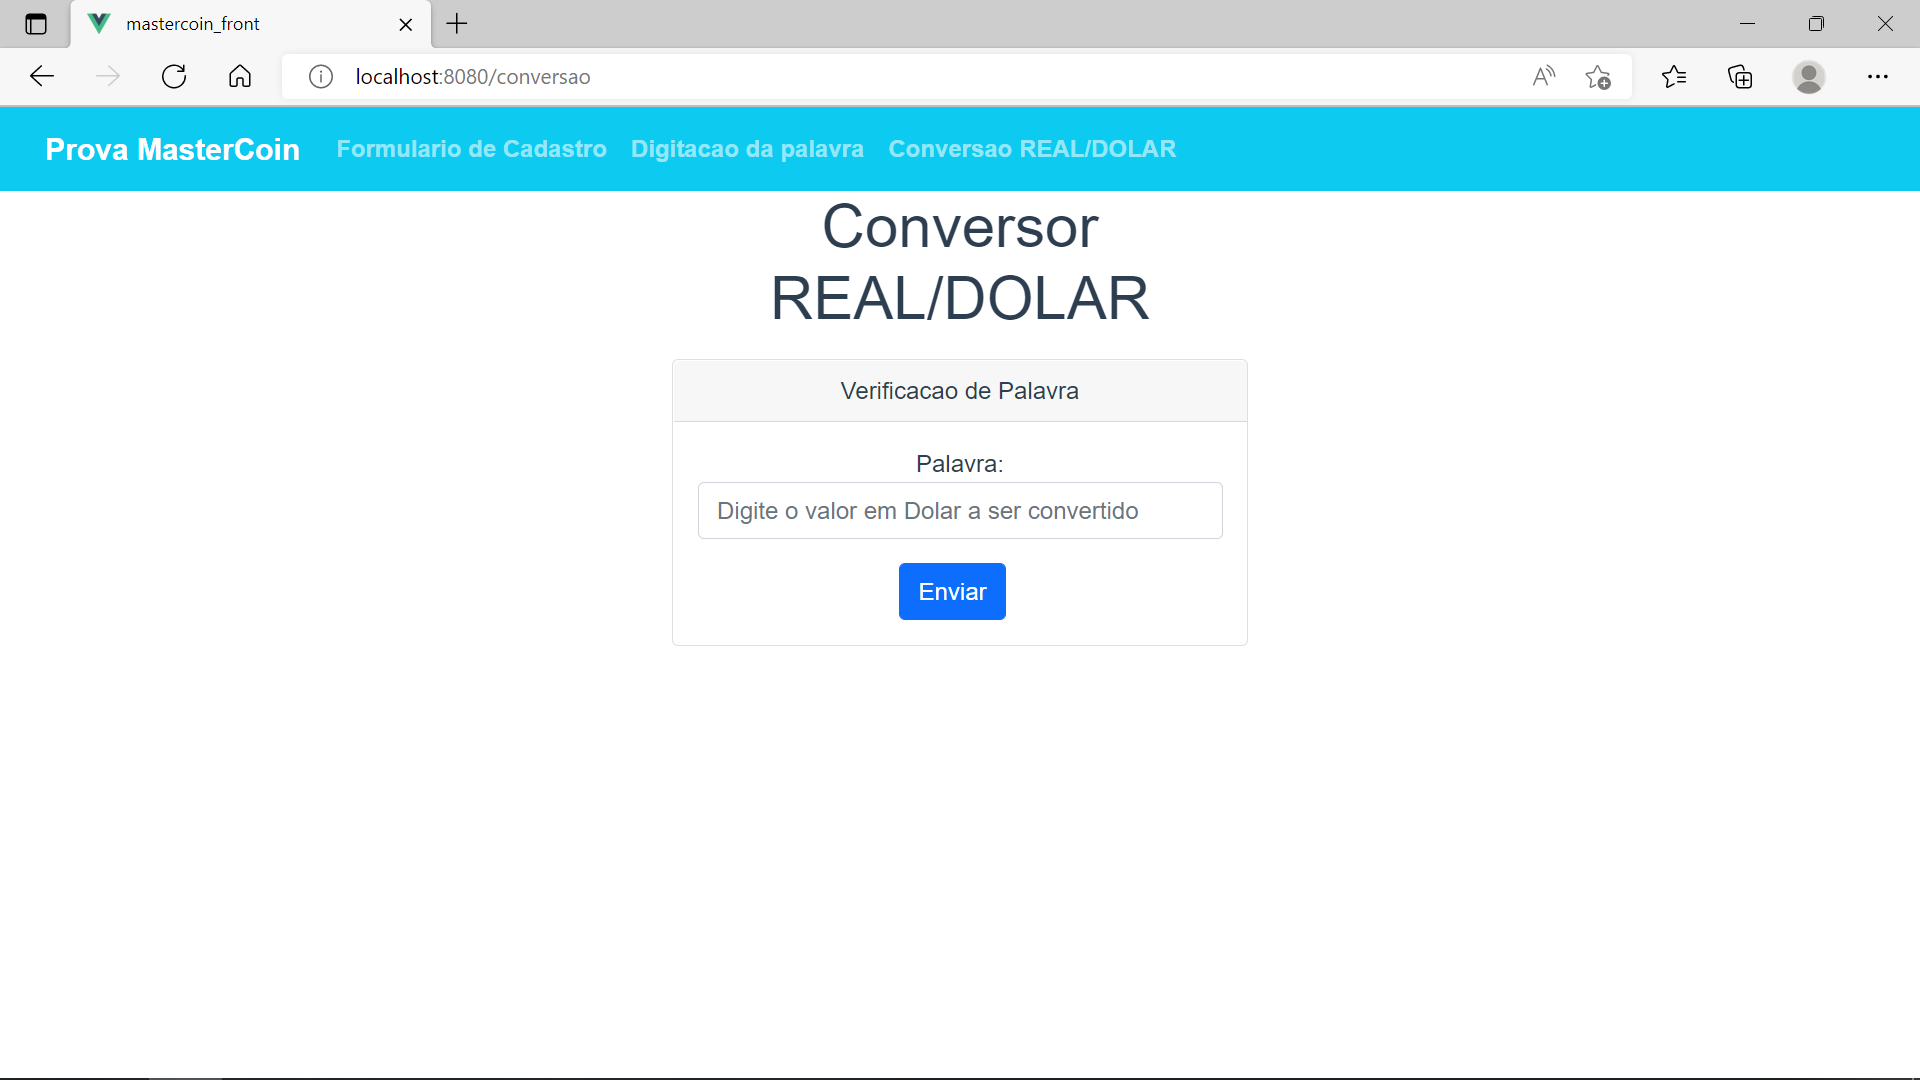 mastercoin_front
localhost:8080/conversao
Prova MasterCoin Formulario de Cadastro Digitacao da palavra Conversao REAL/DOLAR
Conversor
REAL/DOLAR
Verificacao de Palavra
Palavra:
Digite o valor em Dolar a ser convertido
Enviar